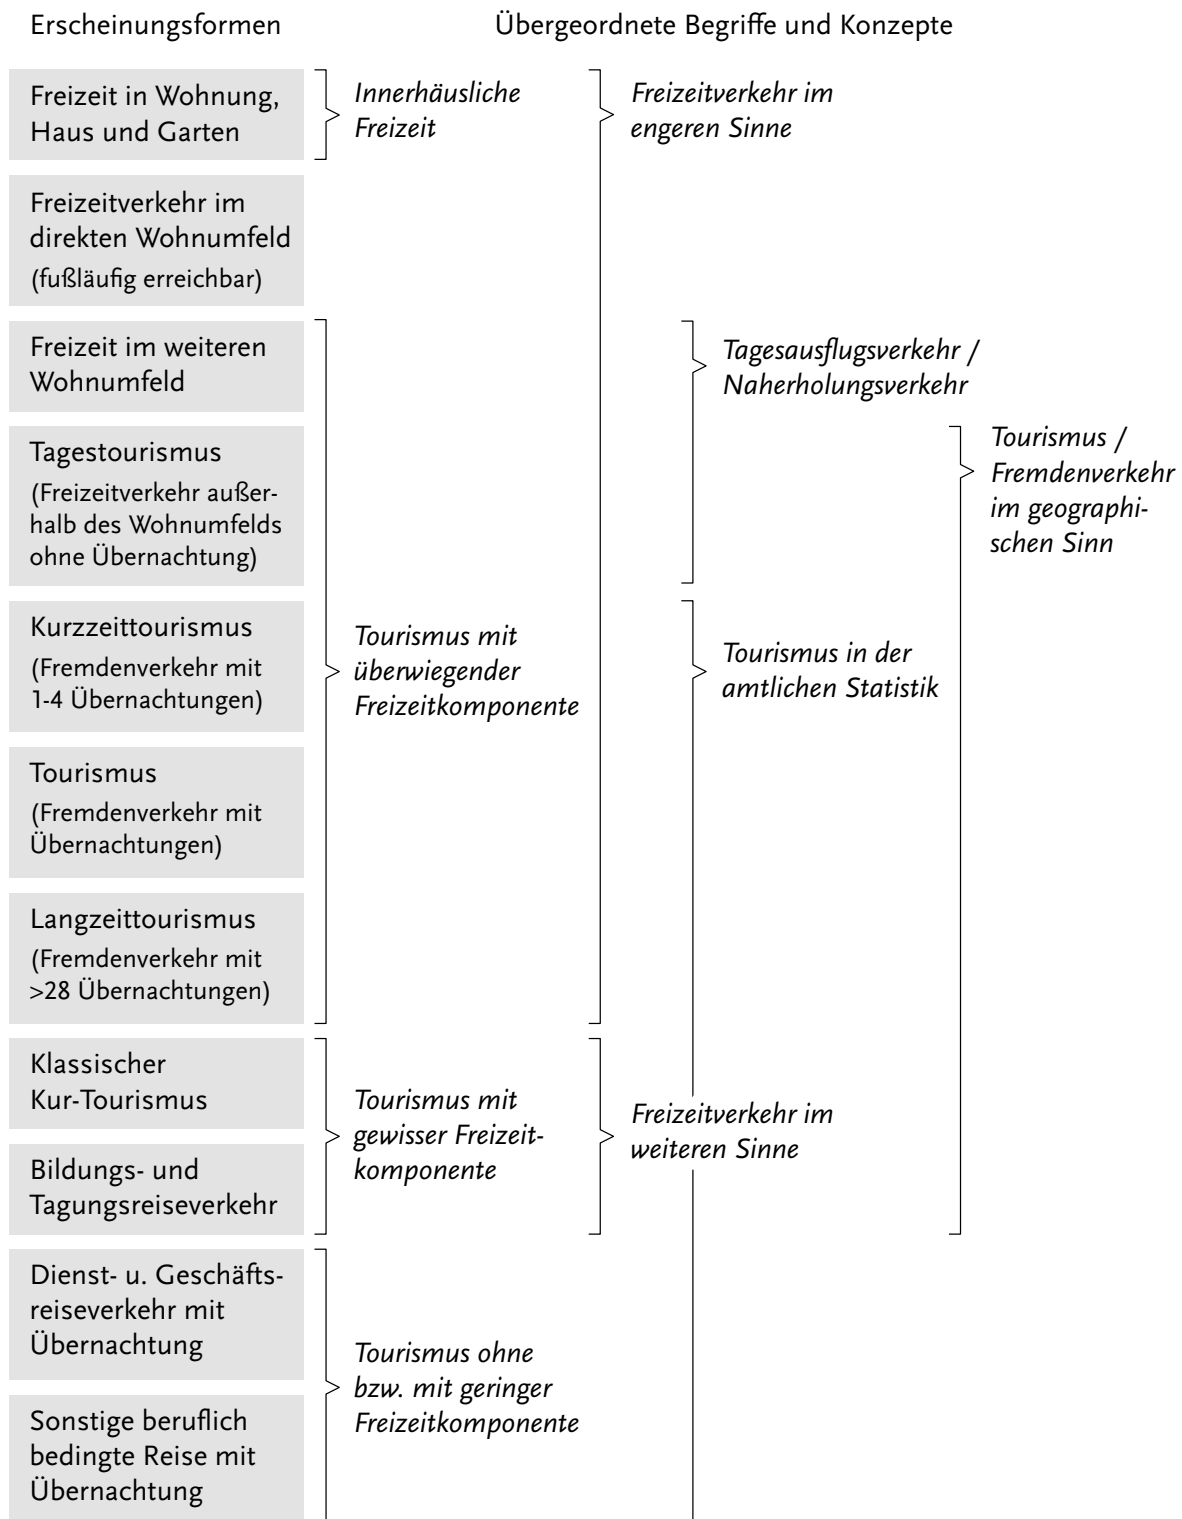 Erscheinungsformen
Übergeordnete Begriffe und Konzepte
Freizeit in Wohnung,
Haus und Garten
Innerhäusliche
Freizeit
Freizeitverkehr im
engeren Sinne
Freizeitverkehr im
direkten Wohnumfeld
(fußläufig erreichbar)
Freizeit im weiteren
Wohnumfeld
Tagesausflugsverkehr /
Naherholungsverkehr
Tagestourismus
(Freizeitverkehr außer-
halb des Wohnumfelds
ohne Übernachtung)
Tourismus /
Fremdenverkehr
im geographi-
schen Sinn
Kurzzeittourismus
(Fremdenverkehr mit
1-4 Übernachtungen)
Tourismus mit
überwiegender
Freizeitkomponente
Tourismus in der
amtlichen Statistik
Tourismus
(Fremdenverkehr mit
Übernachtungen)
Langzeittourismus
(Fremdenverkehr mit
>28 Übernachtungen)
Klassischer
Kur-Tourismus
Tourismus mit
gewisser Freizeit-
komponente
Freizeitverkehr im
weiteren Sinne
Bildungs- und
Tagungsreiseverkehr
Dienst- u. Geschäfts-
reiseverkehr mit
Übernachtung
Tourismus ohne
bzw. mit geringer
Freizeitkomponente
Sonstige beruflich
bedingte Reise mit
Übernachtung